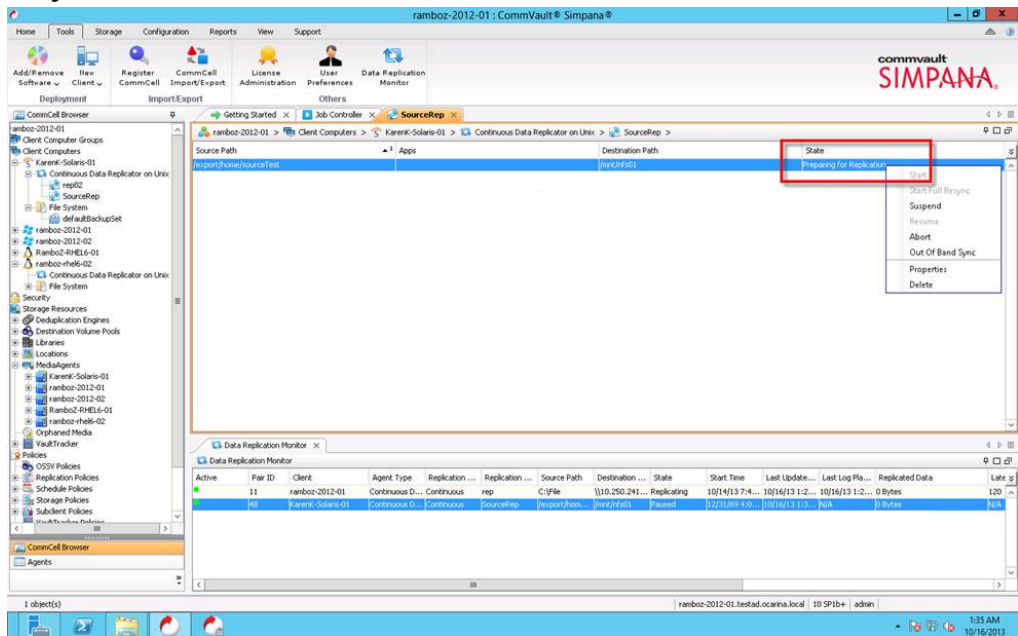 ramboz-2012-01 : CommVault® Simpana®
Home Tools Storage Configuration Reports View Support
Add/Remove Software New Client Register CommCell CommCell Import/Export License Administration User Preferences Data Replication Monitor
Deployment Import/Export Others
commvault
SIMPANA.
CommCell Browser
Getting Started Job Controller SourceRep
ramboz-2012-01 > Client Computers > KarenK-Solaris-01 > Continuous Data Replicator on Unix > SourceRep >
Source Path 1 Apps Destination Path State
/export/home/sourceTest /mnt/nfs01 Preparing for Replication
Start
Start Full Resync
Suspend
Resume
Abort
Out Of Band Sync
Properties
Delete
amboz-2012-01
Client Computer Groups
Client Computers
KarenK-Solaris-01
Continuous Data Replicator on Unix
rep02
SourceRep
File System
defaultBackupSet
ramboz-2012-01
ramboz-2012-02
RamboZ-RHEL6-01
ramboz-rhel6-02
Continuous Data Replicator on Unix
File System
Security
Storage Resources
Deduplication Engines
Destination Volume Pools
Libraries
Locations
MediaAgents
KarenK-Solaris-01
ramboz-2012-01
ramboz-2012-02
RamboZ-RHEL6-01
ramboz-rhel6-02
Orphaned Media
VaultTracker
Policies
OSSV Policies
Replication Policies
Schedule Policies
Storage Policies
Subclient Policies
VaultTracker Policies
CommCell Browser
Agents
Data Replication Monitor
Data Replication Monitor
Active Pair ID Client Agent Type Replication ... Replication ... Source Path Destination ... State Start Time Last Update... Last Log Pla... Replicated Data Late
11 ramboz-2012-01 Continuous D... Continuous rep C:\File \\10.250.241... Replicating 10/14/13 7:4... 10/16/13 1:2... 10/16/13 1:2... 0 Bytes 120
40 KarenK-Solaris-01 Continuous D... Continuous SourceRep /export/hom... /mnt/nfs01 Paused 12/31/69 4:0... 10/16/13 1:3... N/A 0 Bytes N/A
1 object(s) ramboz-2012-01.testad.ocarina.local 10 SP1b+ admin
1:35 AM
10/16/2013